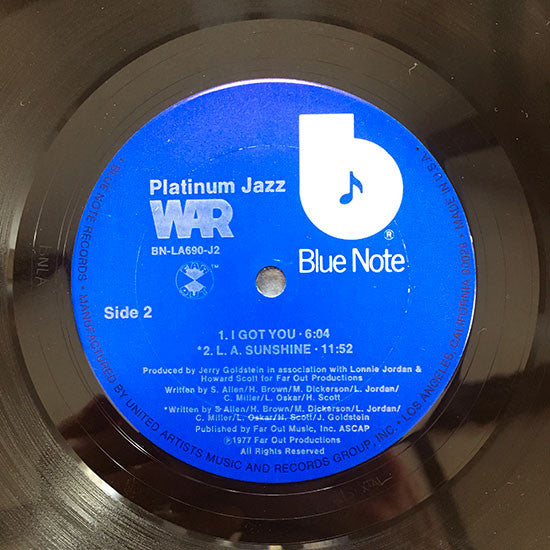 Platinum Jazz
WAR
BN-LA690-J2
FAR OUT
Side 2
b
®
Blue Note
1. I GOT YOU · 6:04
*2. L. A. SUNSHINE · 11:52
Produced by Jerry Goldstein in association with Lonnie Jordan &
Howard Scott for Far Out Productions
Written by S. Allen/H. Brown/M. Dickerson/L. Jordan/
C. Miller/L. Oskar/H. Scott
*Written by S Allen/H. Brown/M. Dickerson/L. Jordan/
C. Miller/L. Oskar/H. Scott/J. Goldstein
Published by Far Out Music, Inc. ASCAP
℗1977 Far Out Productions
All Rights Reserved
• BLUE NOTE RECORDS • MANUFACTURED BY UNITED ARTISTS MUSIC AND RECORDS GROUP, INC. • LOS ANGELES, CALIFORNIA 90028 • MADE IN U.S.A.